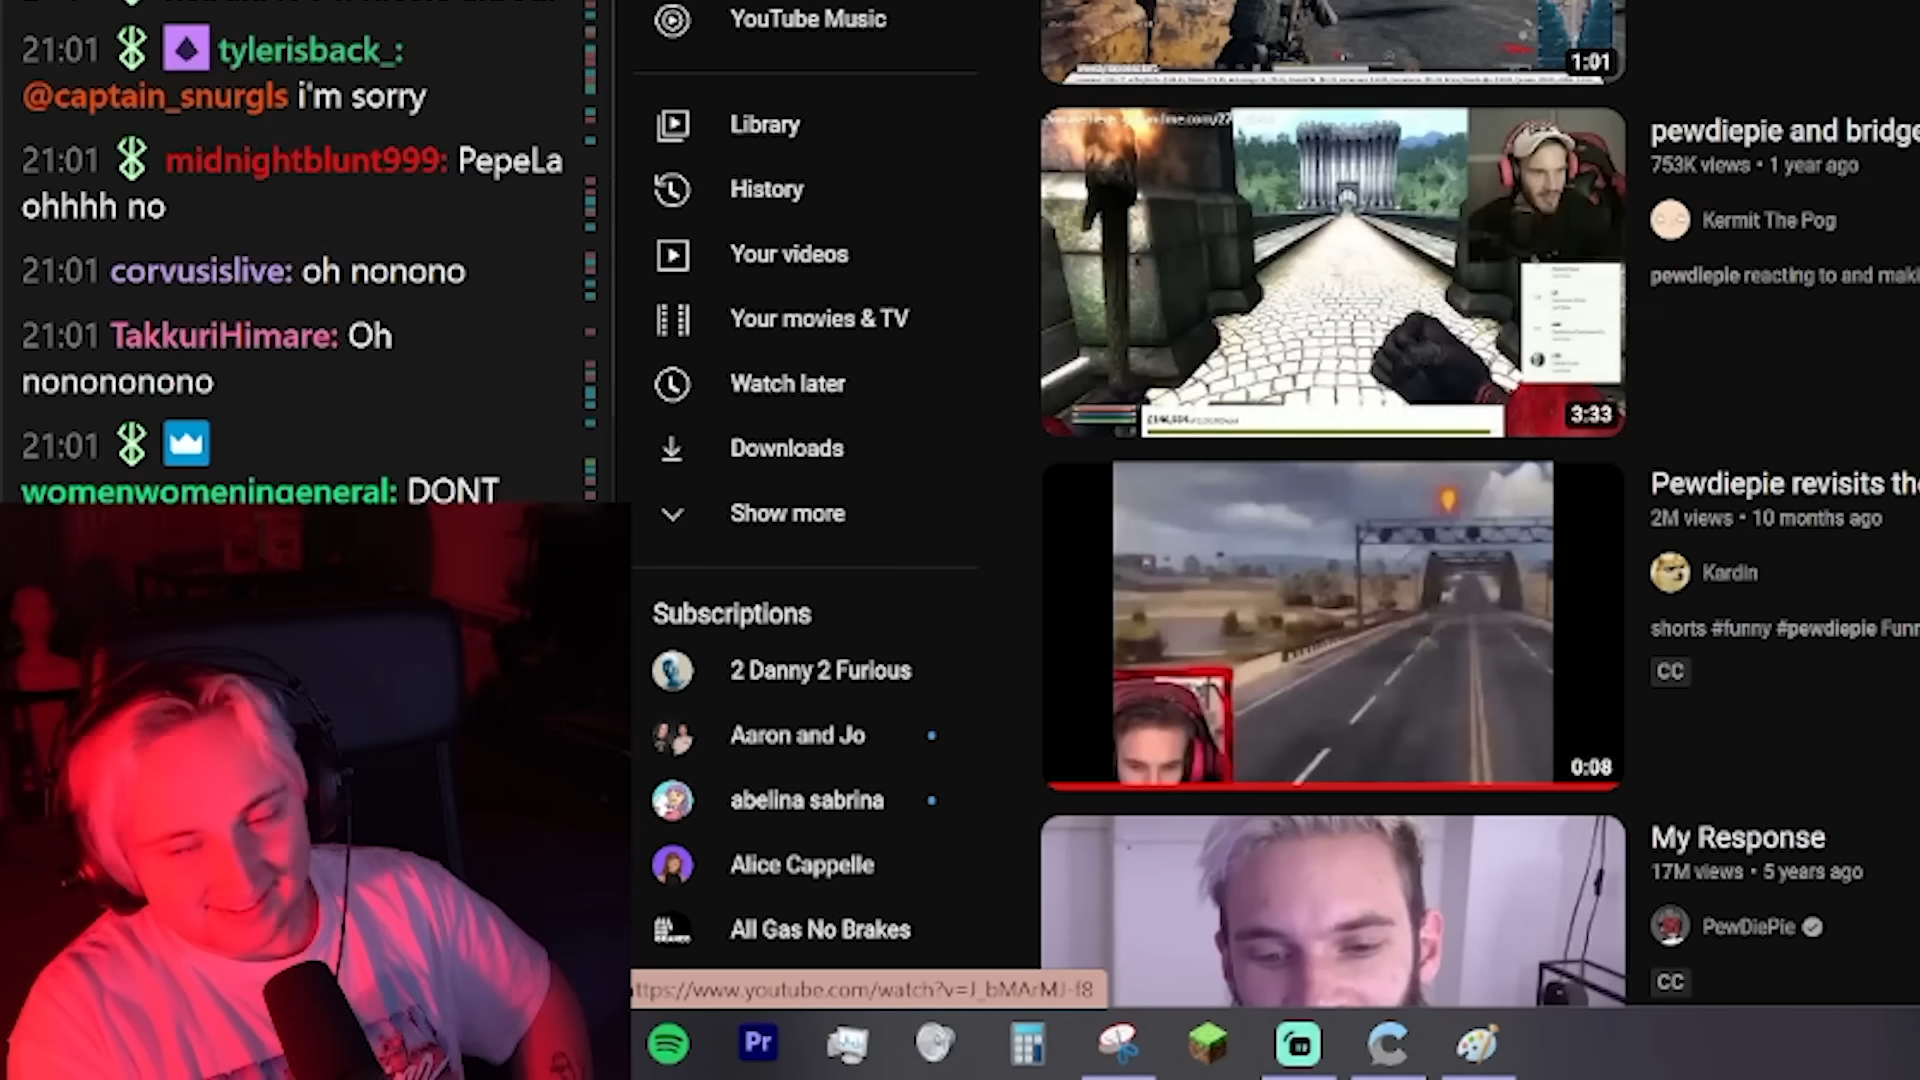 21:01 tylerisback_:
@captain_snurgls i'm sorry
21:01 midnightblunt999: PepeLa
ohhhh no
21:01 corvusislive: oh nonono
21:01 TakkuriHimare: Oh
nonononono
21:01
womenwomeningeneral: DONT
YouTube Music
Library
History
Your videos
Your movies & TV
Watch later
Downloads
Show more
Subscriptions
2 Danny 2 Furious
Aaron and Jo
abelina sabrina
Alice Cappelle
All Gas No Brakes
ttps://www.youtube.com/watch?v=J_bMArMJ-f8
Pr
1:01
3:33
pewdiepie and bridge
753K views • 1 year ago
Kermit The Pog
pewdiepie reacting to and maki
0:08
Pewdiepie revisits the
2M views • 10 months ago
Kardin
shorts #funny #pewdiepie Funn
CC
My Response
17M views • 5 years ago
PewDiePie
CC